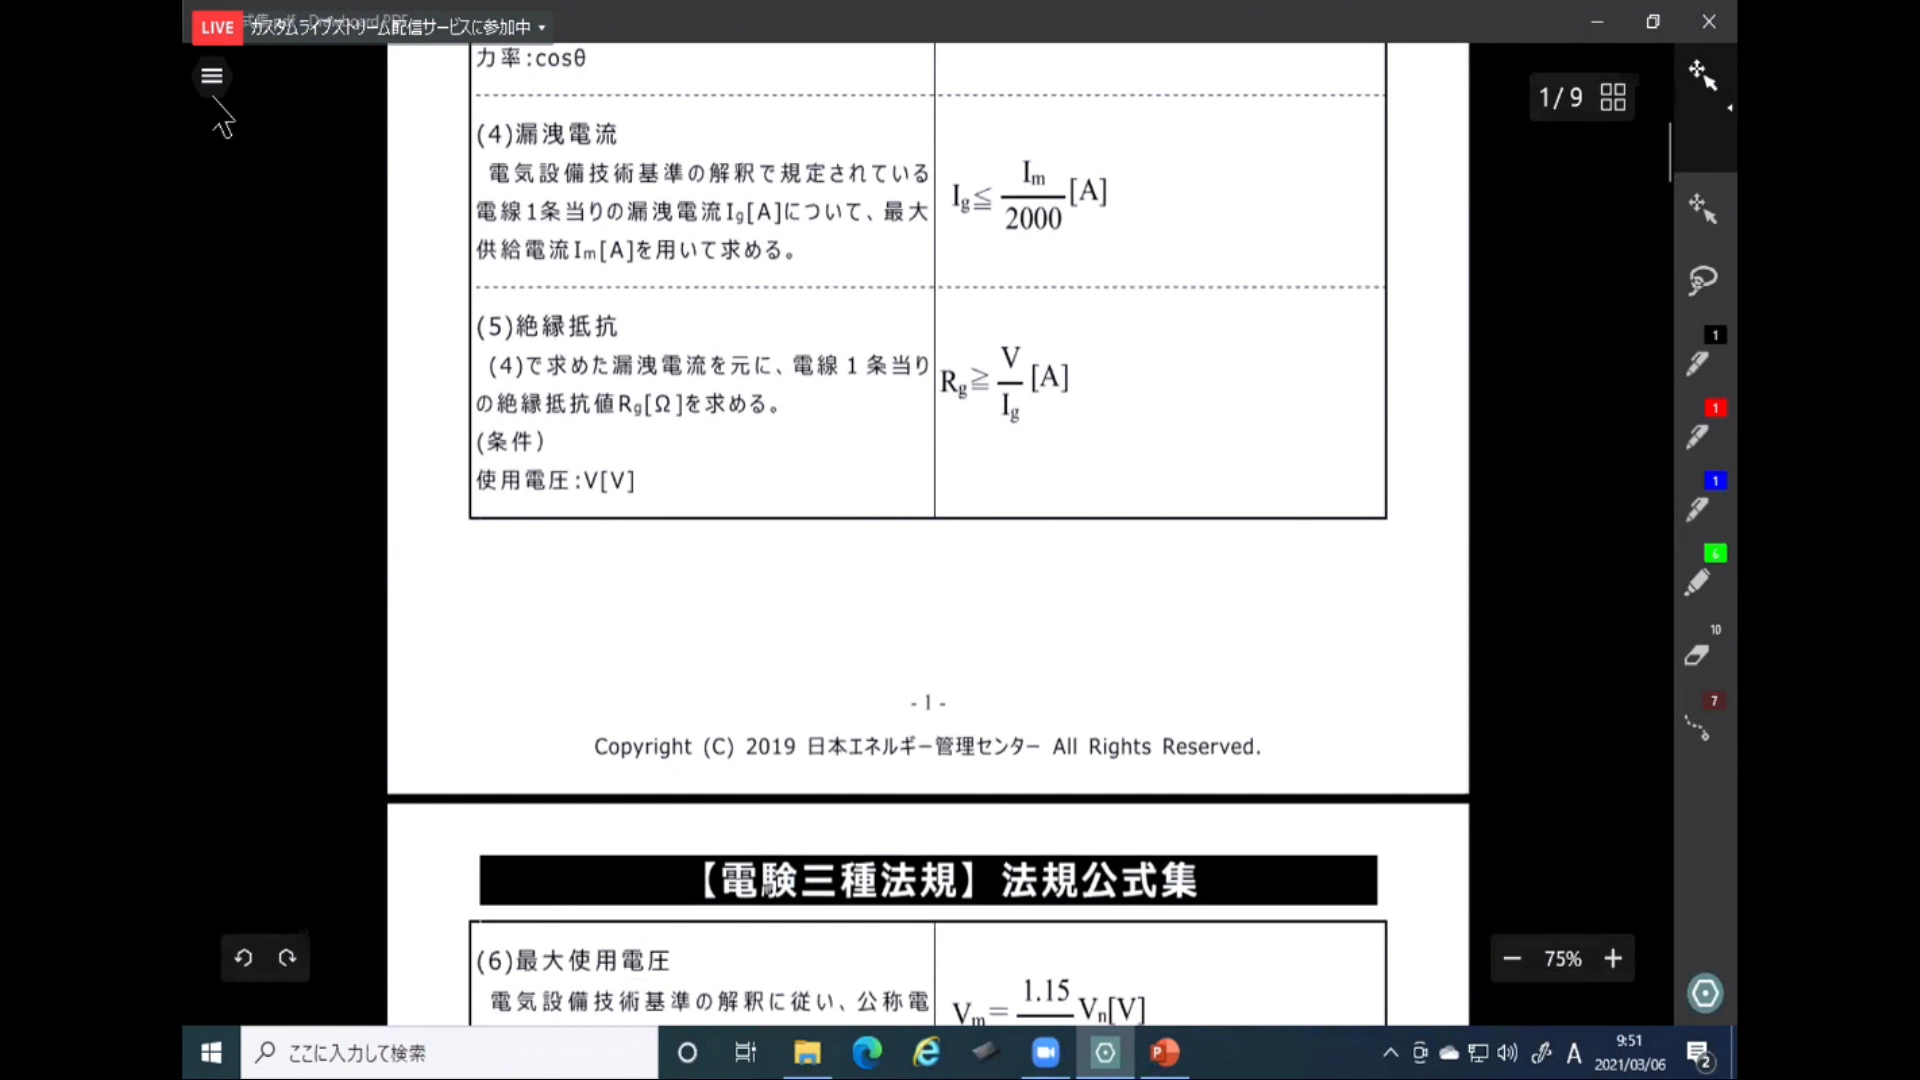 LIVE カスタムライブストリーム配信サービスに参加中
力率:cosθ
(4)漏洩電流
電気設備技術基準の解釈で規定されている
電線1条当りの漏洩電流Ig[A]について、最大
供給電流Im[A]を用いて求める。
Ig≦ Im/2000 [A]
(5)絶縁抵抗
(4)で求めた漏洩電流を元に、電線1条当り
の絶縁抵抗値Rg[Ω]を求める。
(条件)
使用電圧:V[V]
Rg≧ V/Ig [A]
- 1 -
Copyright (C) 2019 日本エネルギー管理センター All Rights Reserved.
【電験三種法規】 法規公式集
(6)最大使用電圧
電気設備技術基準の解釈に従い、公称電
Vm= 1.15 Vn[V]
1/9
1
1
1
6
10
7
75%
ここに入力して検索
A
9:51
2021/03/06
2